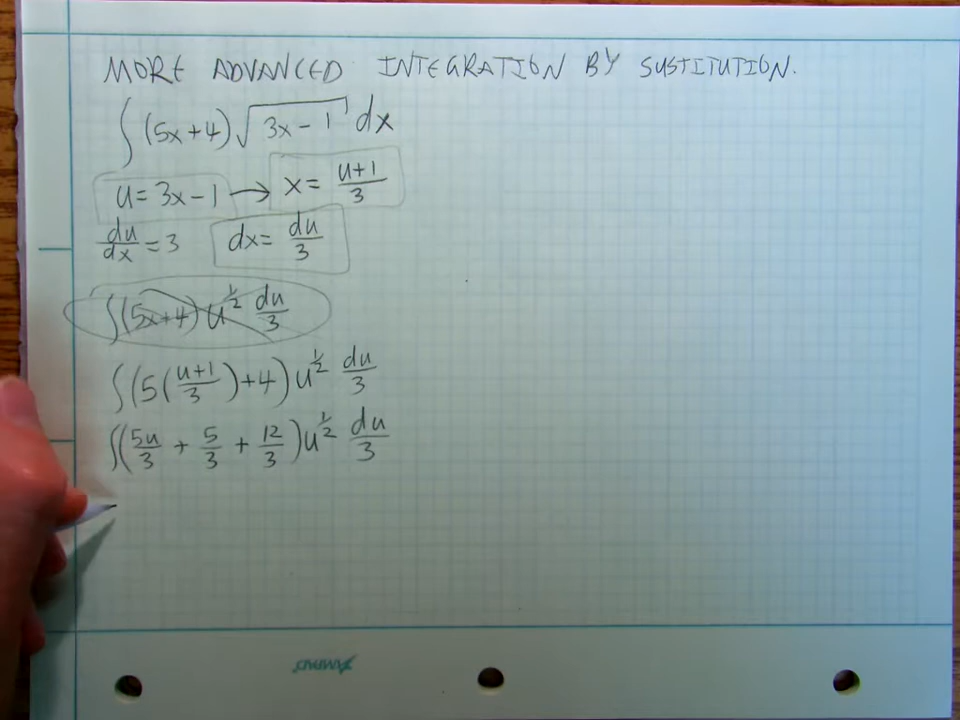 MORE ADVANCED INTEGRATION BY SUSTITUTION.
∫(5x+4)√(3x-1) dx
u=3x-1 → x= (u+1)/3
du/dx = 3 dx= du/3
∫(5x+4)u^(1/2) du/3
∫(5((u+1)/3)+4)u^(1/2) du/3
∫(5u/3 + 5/3 + 12/3)u^(1/2) du/3
AMPAD